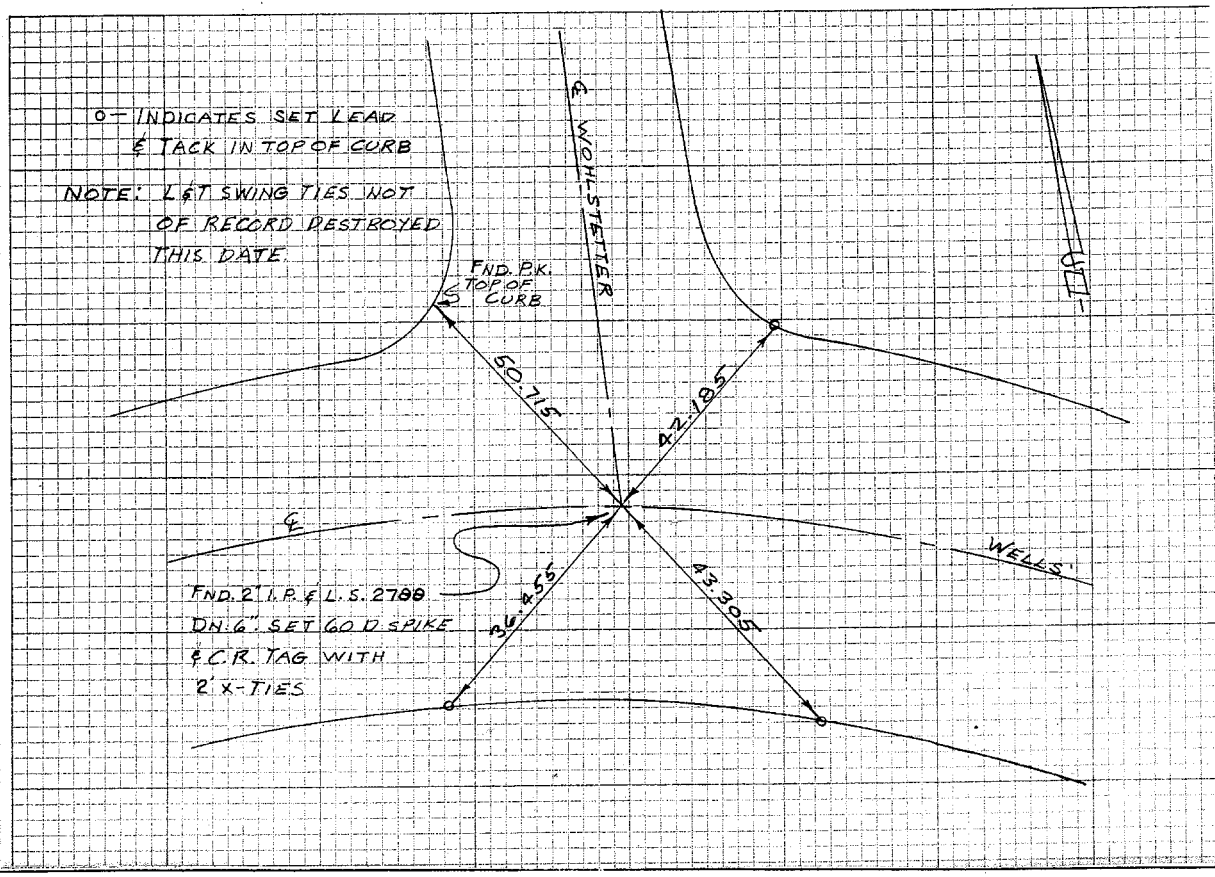 o- INDICATES SET LEAD
& TACK IN TOP OF CURB
NOTE: L&T SWING TIES NOT
OF RECORD DESTROYED
THIS DATE
FND. P.K.
TOP OF
CURB
℄ WOHLSTETTER
50.715
42.185
℄
WELLS
FND. 2" I.P. & L.S. 2788
DN. 6". SET 60 D SPIKE
& C.R. TAG WITH
2' X-TIES
36.455
43.305